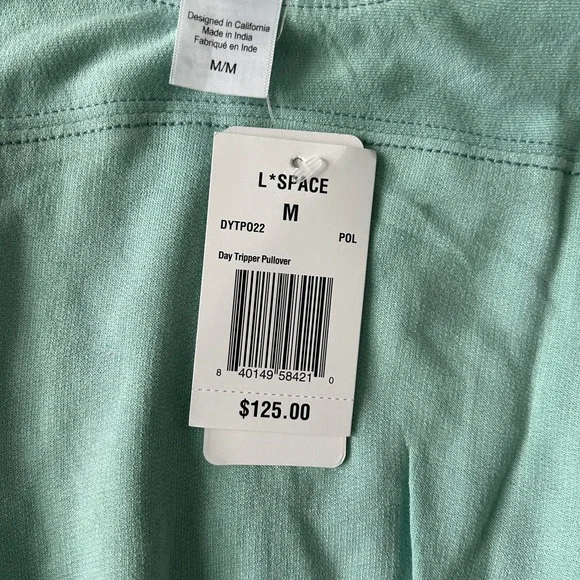 Designed in California
Made in India
Fabriqué en Inde
M/M
L*SPACE
M
DYTPO22 POL
Day Tripper Pullover
8 40149 58421 0
$125.00